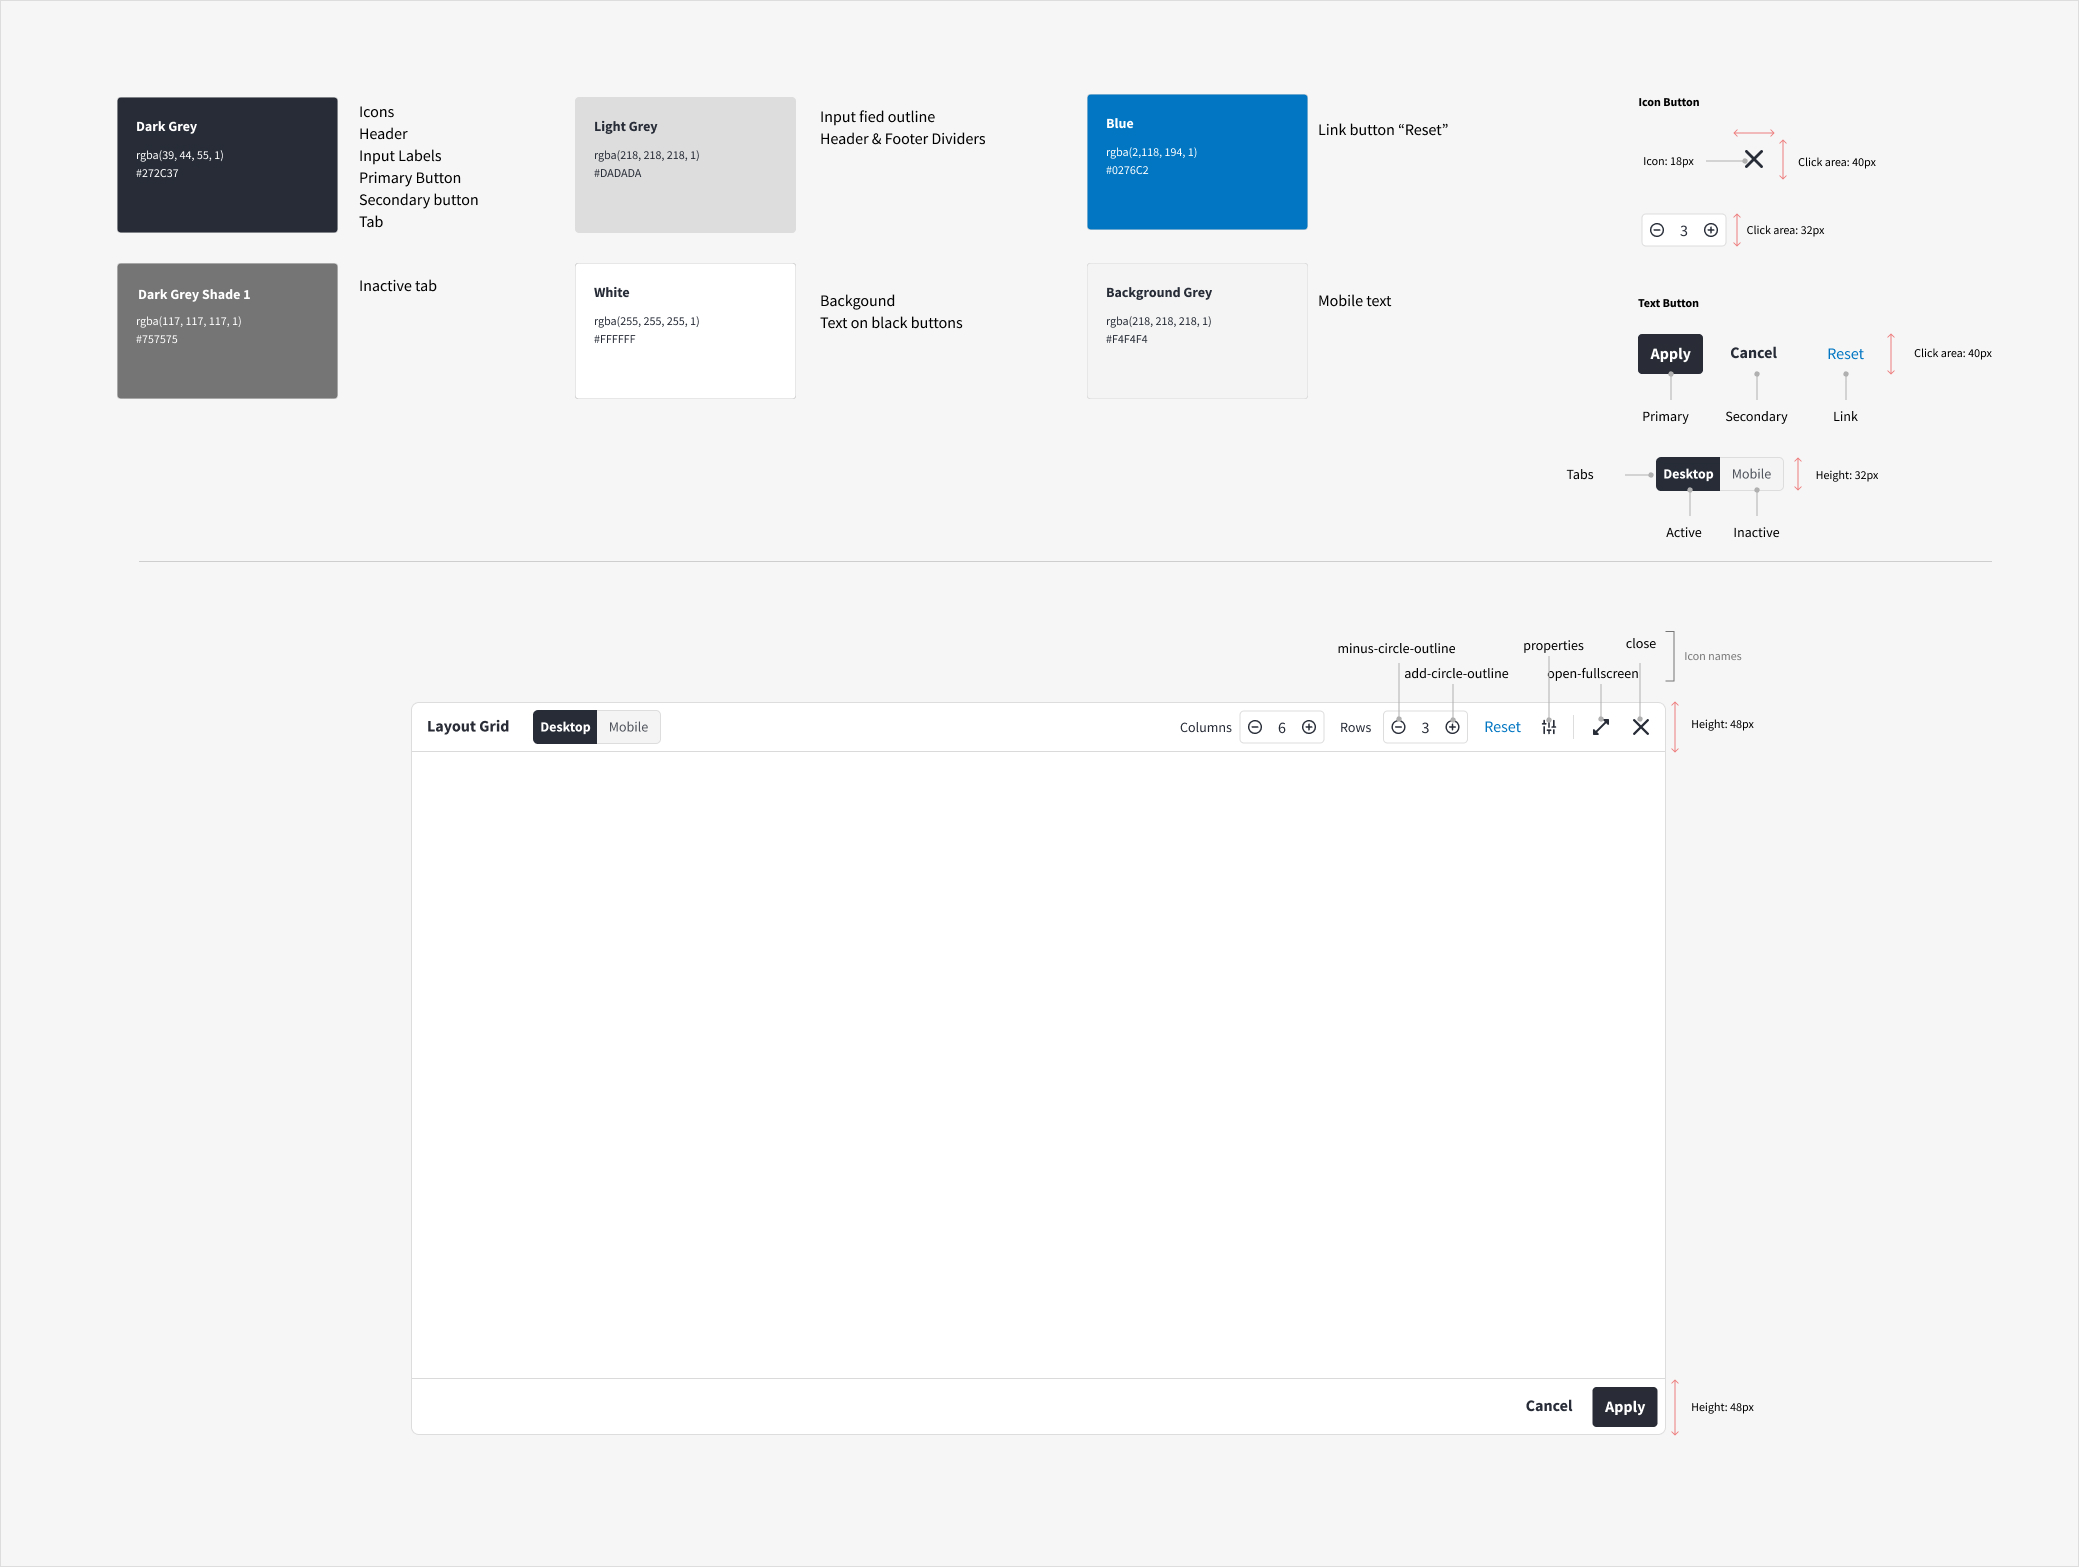 Dark Grey
rgba(39, 44, 55, 1)
#272C37
Icons
Header
Input Labels
Primary Button
Secondary button
Tab
Light Grey
rgba(218, 218, 218, 1)
#DADADA
Input fied outline
Header & Footer Dividers
Blue
rgba(2,118, 194, 1)
#0276C2
Link button “Reset”
Dark Grey Shade 1
rgba(117, 117, 117, 1)
#757575
Inactive tab
White
rgba(255, 255, 255, 1)
#FFFFFF
Backgound
Text on black buttons
Background Grey
rgba(218, 218, 218, 1)
#F4F4F4
Mobile text
Icon Button
Icon: 18px
Click area: 40px
3
Click area: 32px
Text Button
Apply
Cancel
Reset
Click area: 40px
Primary
Secondary
Link
Tabs
Desktop
Mobile
Height: 32px
Active
Inactive
minus-circle-outline
properties
close
add-circle-outline
open-fullscreen
Icon names
Layout Grid
Desktop
Mobile
Columns
6
Rows
3
Reset
Height: 48px
Cancel
Apply
Height: 48px